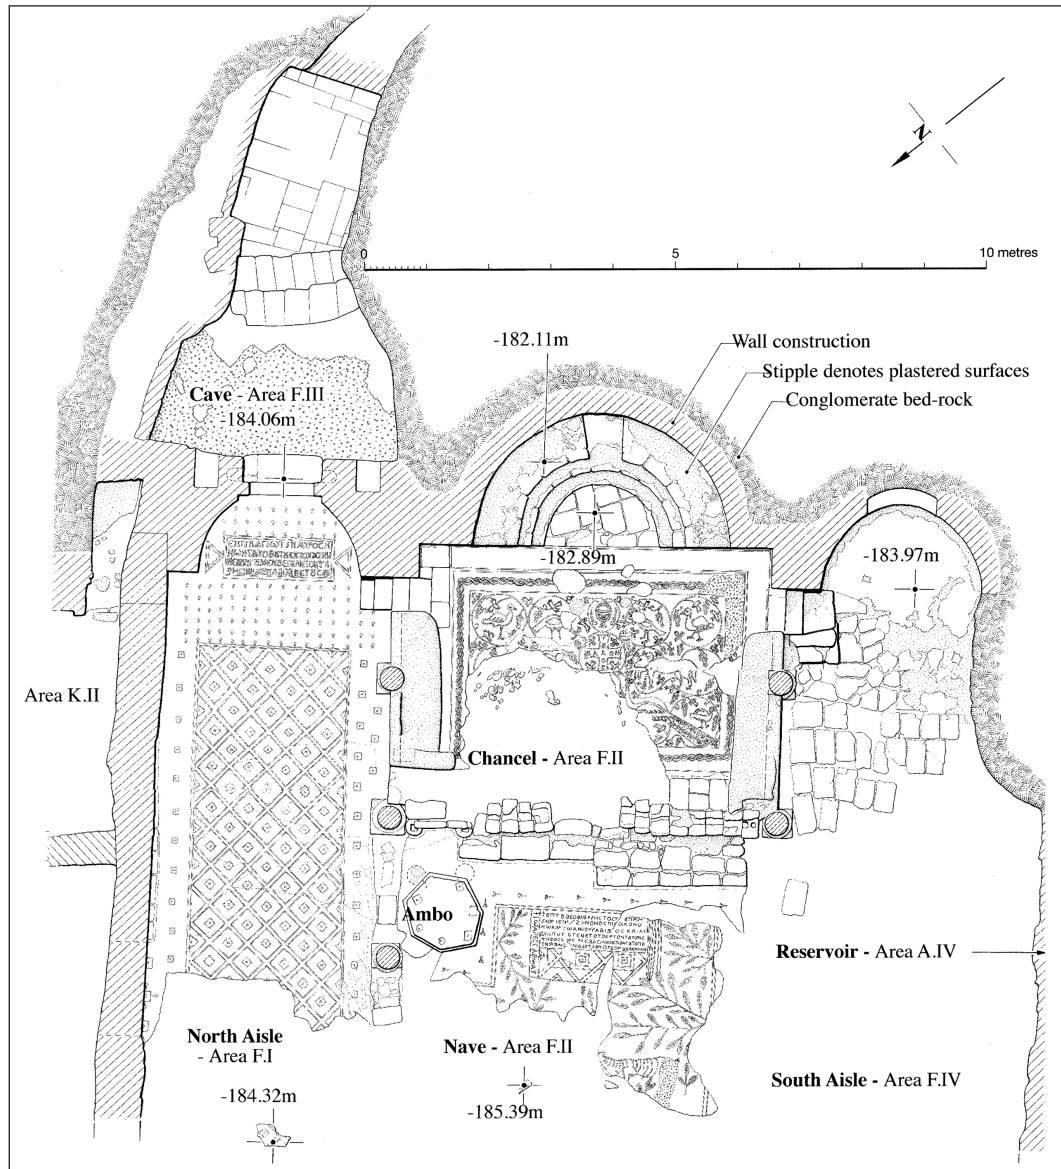 N
0 5 10 metres
-182.11m
Wall construction
Stipple denotes plastered surfaces
Conglomerate bed-rock
Cave - Area F.III
-184.06m
-182.89m
-183.97m
Area K.II
Chancel - Area F.II
Ambo
Reservoir - Area A.IV
North Aisle
- Area F.I
Nave - Area F.II
South Aisle - Area F.IV
-184.32m
-185.39m